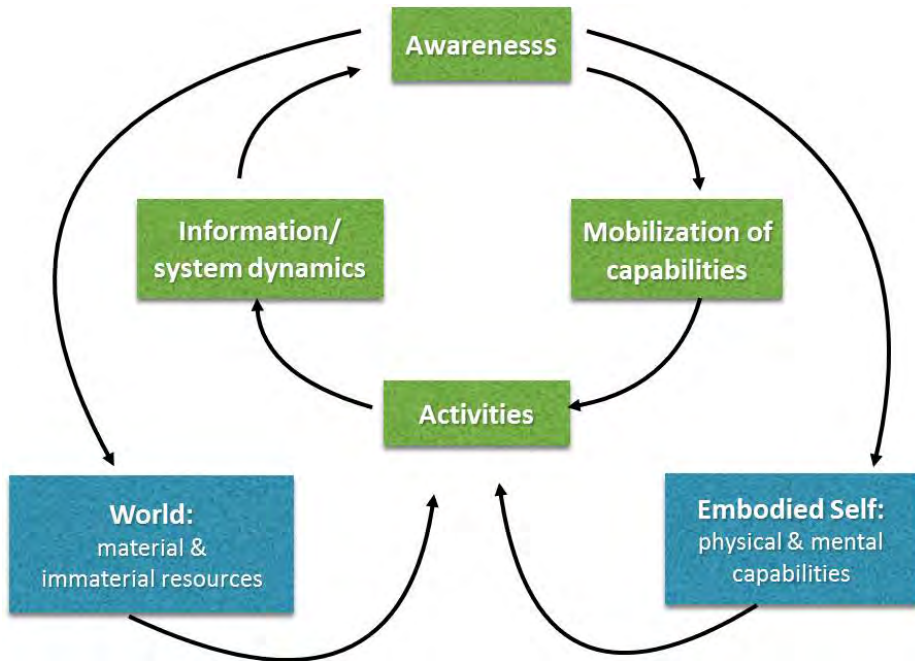 Awarenesss
Information/
system dynamics
Mobilization of
capabilities
Activities
World:
material &
immaterial resources
Embodied Self:
physical & mental
capabilities